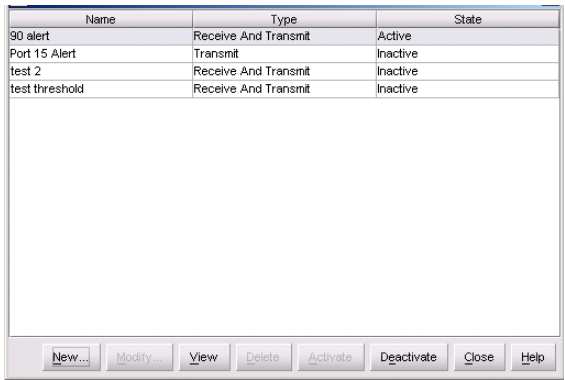 Name Type State
90 alert Receive And Transmit Active
Port 15 Alert Transmit Inactive
test 2 Receive And Transmit Inactive
test threshold Receive And Transmit Inactive
New... Modify... View Delete Activate Deactivate Close Help